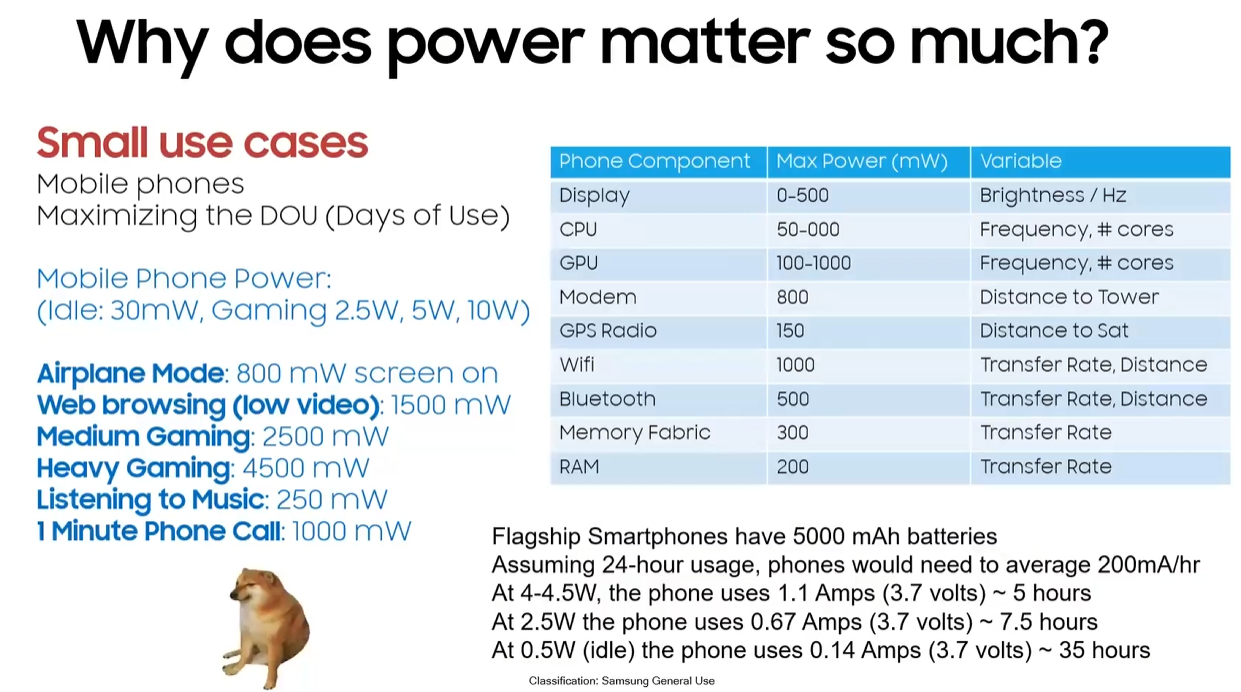 Why does power matter so much?
Small use cases
Mobile phones
Maximizing the DOU (Days of Use)
Mobile Phone Power:
(Idle: 30mW, Gaming 2.5W, 5W, 10W)
Airplane Mode: 800 mW screen on
Web browsing (low video): 1500 mW
Medium Gaming: 2500 mW
Heavy Gaming: 4500 mW
Listening to Music: 250 mW
1 Minute Phone Call: 1000 mW
Phone Component Max Power (mW) Variable
Display 0-500 Brightness / Hz
CPU 50-000 Frequency, # cores
GPU 100-1000 Frequency, # cores
Modem 800 Distance to Tower
GPS Radio 150 Distance to Sat
Wifi 1000 Transfer Rate, Distance
Bluetooth 500 Transfer Rate, Distance
Memory Fabric 300 Transfer Rate
RAM 200 Transfer Rate
Flagship Smartphones have 5000 mAh batteries
Assuming 24-hour usage, phones would need to average 200mA/hr
At 4-4.5W, the phone uses 1.1 Amps (3.7 volts) ~ 5 hours
At 2.5W the phone uses 0.67 Amps (3.7 volts) ~ 7.5 hours
At 0.5W (idle) the phone uses 0.14 Amps (3.7 volts) ~ 35 hours
Classification: Samsung General Use